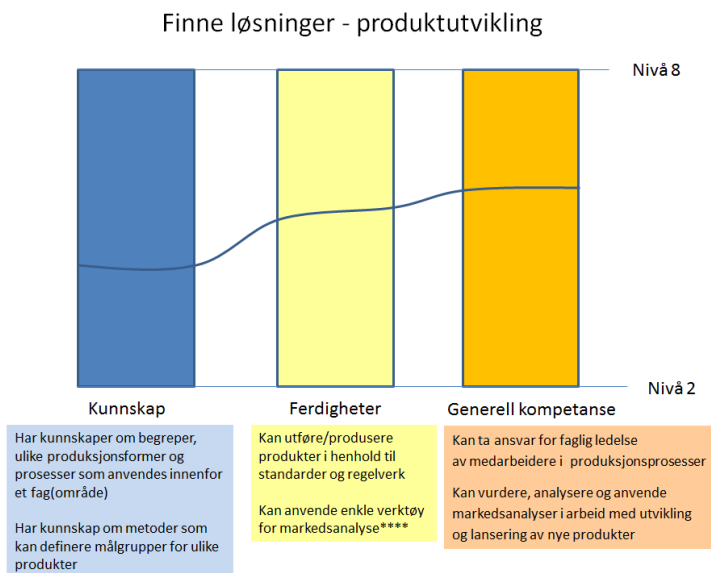 Finne løsninger - produktutvikling
Nivå 8
Nivå 2
Kunnskap
Ferdigheter
Generell kompetanse
Har kunnskaper om begreper,
ulike produksjonsformer og
prosesser som anvendes innenfor
et fag(område)
Har kunnskap om metoder som
kan definere målgrupper for ulike
produkter
Kan utføre/produsere
produkter i henhold til
standarder og regelverk
Kan anvende enkle verktøy
for markedsanalyse****
Kan ta ansvar for faglig ledelse
av medarbeidere i produksjonsprosesser
Kan vurdere, analysere og anvende
markedsanalyser i arbeid med utvikling
og lansering av nye produkter